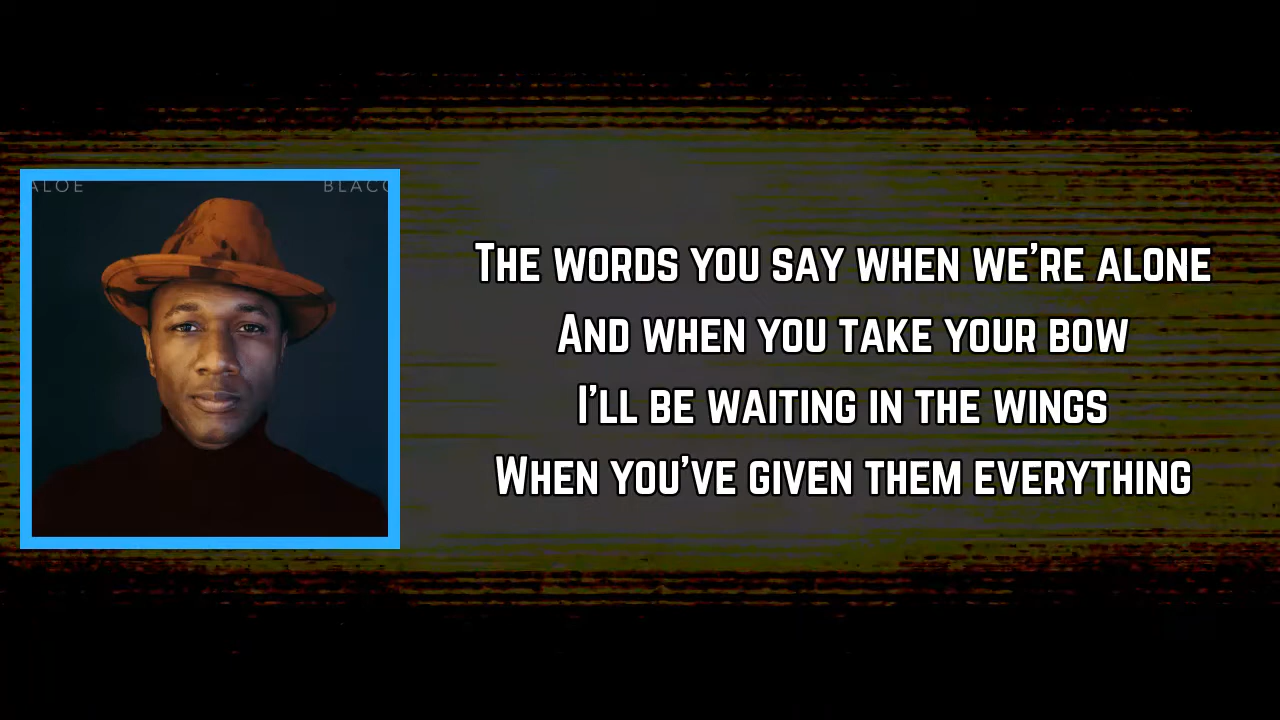 ALOE BLACC
THE WORDS YOU SAY WHEN WE'RE ALONE
AND WHEN YOU TAKE YOUR BOW
I'LL BE WAITING IN THE WINGS
WHEN YOU'VE GIVEN THEM EVERYTHING